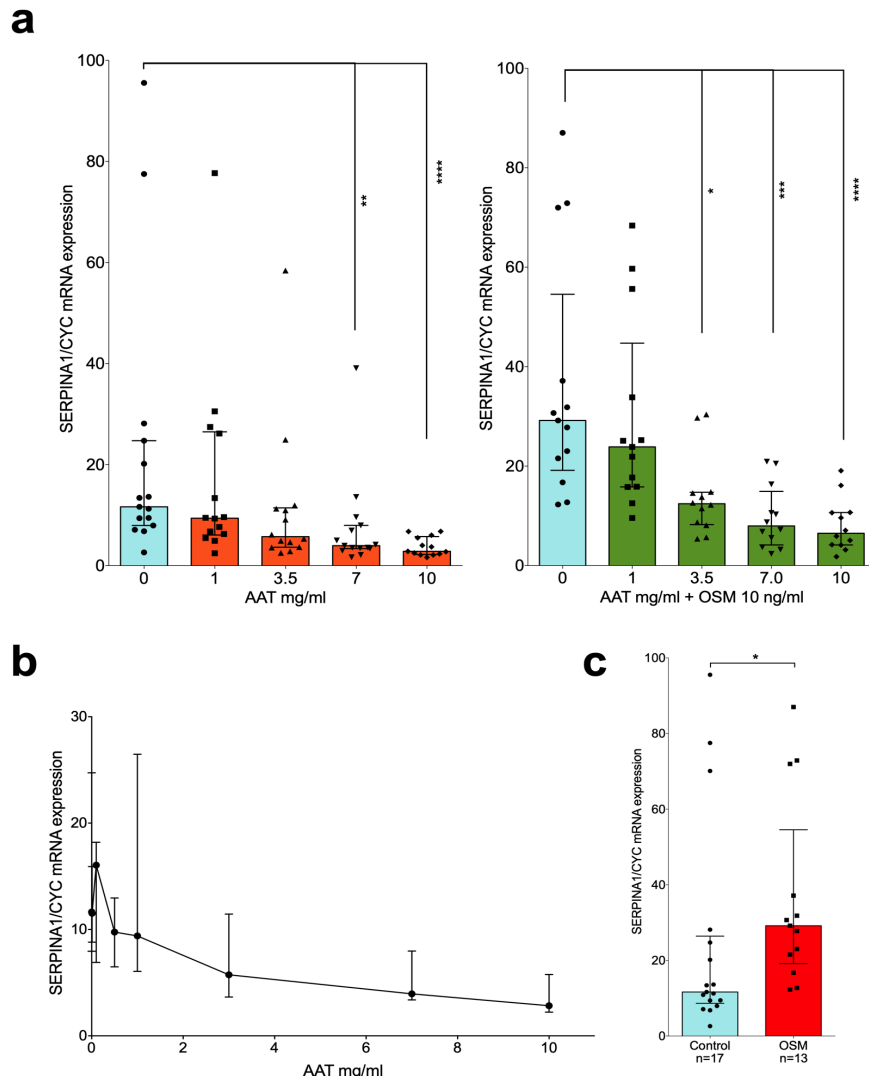 a
SERPINA1/CYC mRNA expression
100
80
60
40
20
0
**
****
0 1 3.5 7 10
AAT mg/ml
SERPINA1/CYC mRNA expression
100
80
60
40
20
0
*
***
****
0 1 3.5 7.0 10
AAT mg/ml + OSM 10 ng/ml
b
SERPINA1/CYC mRNA expression
30
20
10
0
0 2 4 6 8 10
AAT mg/ml
c
SERPINA1/CYC mRNA expression
100
80
60
40
20
0
*
Control OSM
n=17 n=13